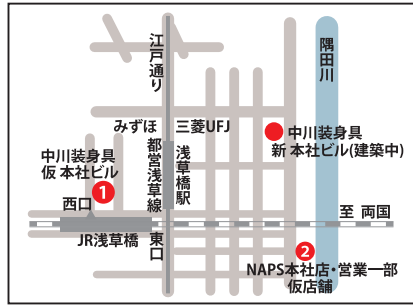 江戸通り
隅田川
みずほ
三菱UFJ
中川装身具
新 本社ビル(建築中)
中川装身具
仮 本社ビル
1
都営浅草線
浅草橋駅
西口
至 両国
JR浅草橋
東口
2
NAPS本社店・営業一部
仮店舗